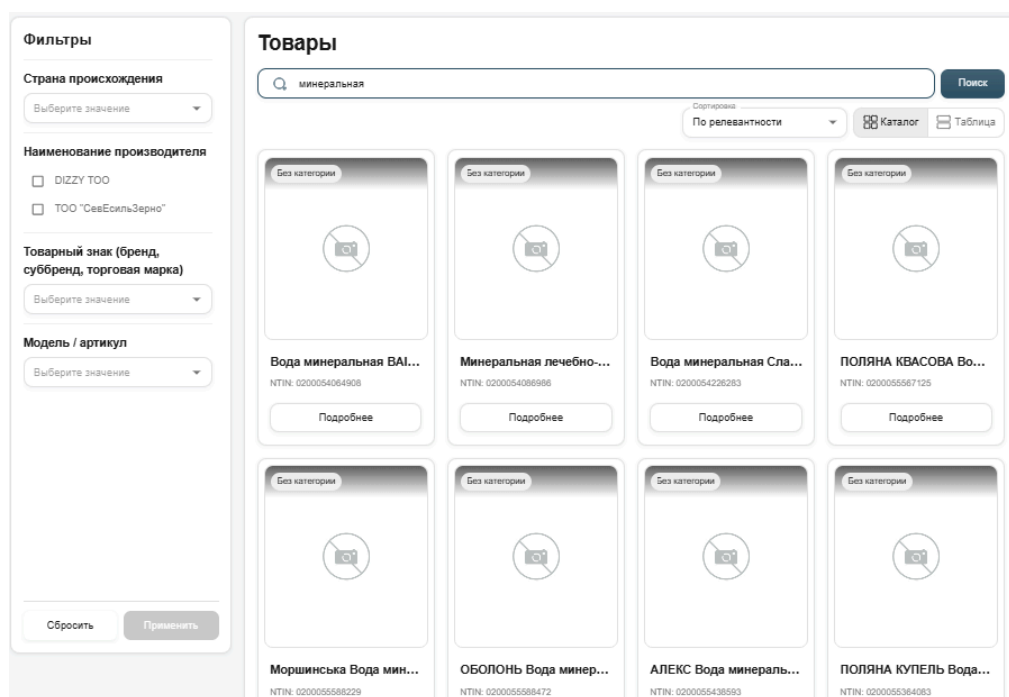 Фильтры
Страна происхождения
Выберите значение
Наименование производителя
DIZZY ТОО
ТОО "СевЕсильЗерно"
Товарный знак (бренд,
суббренд, торговая марка)
Выберите значение
Модель / артикул
Выберите значение
Сбросить
Применить
Товары
минеральная
Поиск
Сортировка
По релевантности
Каталог
Таблица
Без категории
Без категории
Без категории
Без категории
Вода минеральная BAI...
Минеральная лечебно-...
Вода минеральная Сла...
ПОЛЯНА КВАСОВА Во...
NTIN: 0200054064908
NTIN: 0200054086986
NTIN: 0200054226283
NTIN: 0200055567125
Подробнее
Подробнее
Подробнее
Подробнее
Без категории
Без категории
Без категории
Без категории
Моршинська Вода мин...
ОБОЛОНЬ Вода минер...
АЛЕКС Вода минераль...
ПОЛЯНА КУПЕЛЬ Вода...
NTIN: 0200055588229
NTIN: 0200055588472
NTIN: 0200055438593
NTIN: 0200055384083